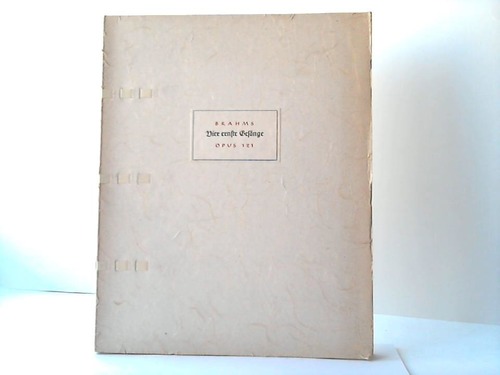 BRAHMS
Vier ernste Gesänge
OPUS 121